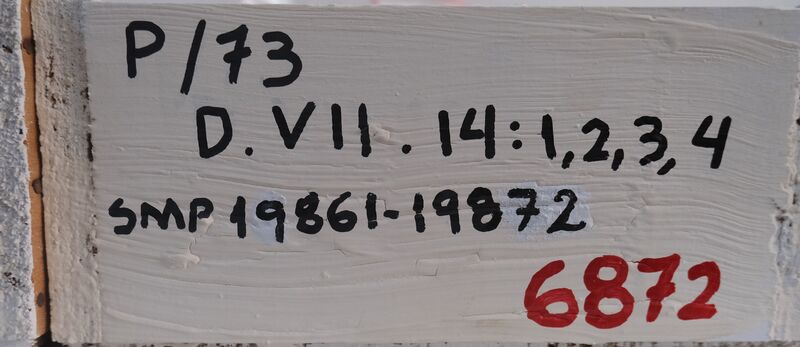 P/73
D.VII.14:1,2,3,4
SMP 19861-19872
6872